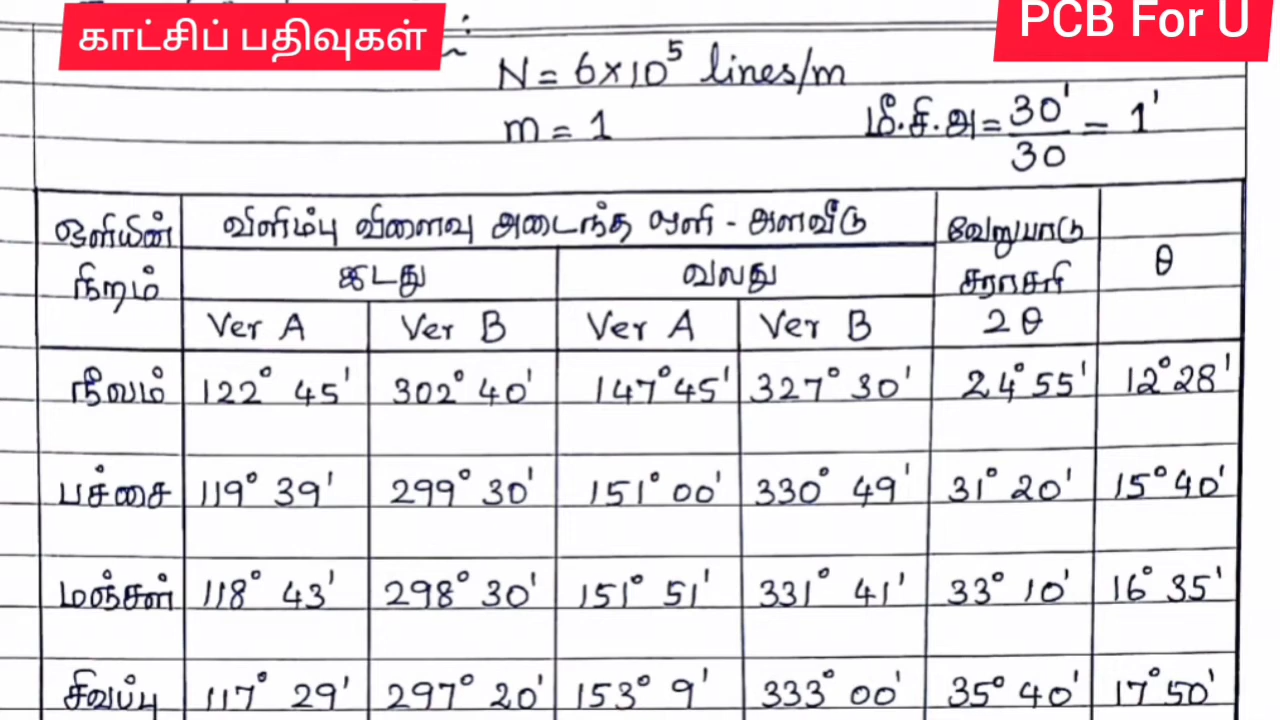 காட்சிப் பதிவுகள்
PCB For U
N = 6×10⁵ lines/m
m = 1
மீ.சி.அ = 30'/30 = 1'
ஒளியின் நிறம்
விளிம்பு விளைவு அடைந்த ஒளி - அளவீடு
வேறுபாடு சராசரி 2θ
θ
இடது
வலது
Ver A
Ver B
Ver A
Ver B
நீலம் 122° 45' 302° 40' 147° 45' 327° 30' 24° 55' 12° 28'
பச்சை 119° 39' 299° 30' 151° 00' 330° 49' 31° 20' 15° 40'
மஞ்சள் 118° 43' 298° 30' 151° 51' 331° 41' 33° 10' 16° 35'
சிவப்பு 117° 29' 297° 20' 153° 9' 333° 00' 35° 40' 17° 50'